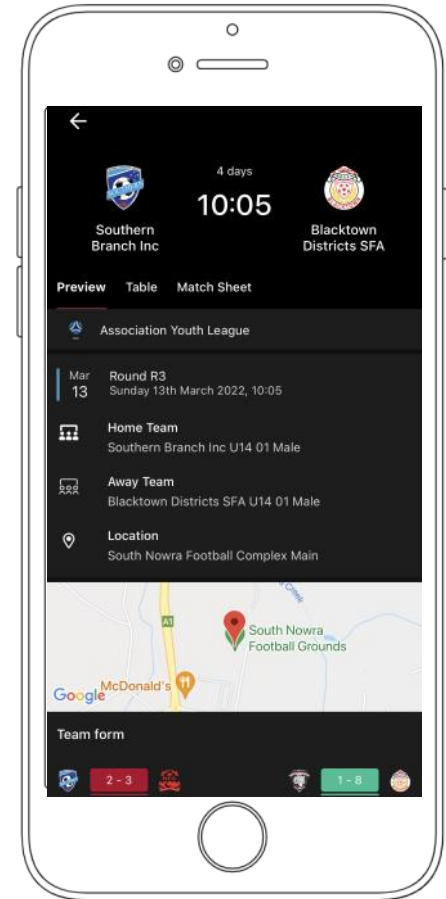 4 days
10:05
Southern
Branch Inc
Blacktown
Districts SFA
Preview Table Match Sheet
Association Youth League
Mar
13
Round R3
Sunday 13th March 2022, 10:05
Home Team
Southern Branch Inc U14 01 Male
Away Team
Blacktown Districts SFA U14 01 Male
Location
South Nowra Football Complex Main
A1
South Nowra
Football Grounds
McDonald's
Google
Team form
2 - 3
1 - 8